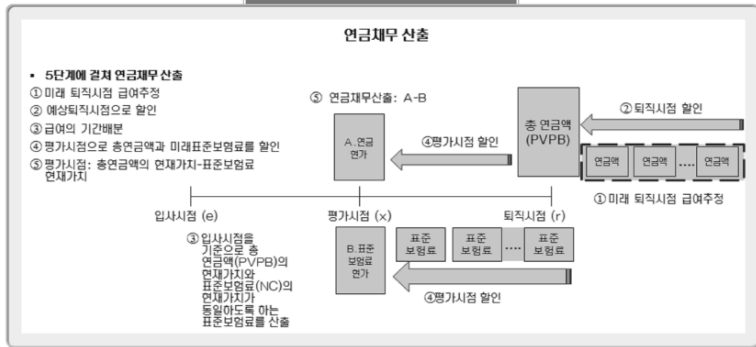 연금채무 산출
▪ 5단계에 걸쳐 연금채무 산출
① 미래 퇴직시점 급여추정
② 예상퇴직시점으로 할인
③ 급여의 기간배분
④ 평가시점으로 총연금액과 미래표준보험료를 할인
⑤ 평가시점: 총연금액의 현재가치-표준보험료
현재가치
⑤ 연금채무산출: A-B
A.연금
현가
④평가시점 할인
총 연금액
(PVPB)
②퇴직시점 할인
연금액 연금액 .... 연금액
①미래 퇴직시점 급여추정
입사시점 (e) 평가시점 (x) 퇴직시점 (r)
③ 입사시점을
기준으로 총
연금액(PVPB)의
현재가치와
표준보험료(NC)의
현재가치가
동일하도록 하는
표준보험료를 산출
B.표준
보험료
현가
표준
보험료
표준
보험료
....
표준
보험료
④평가시점 할인